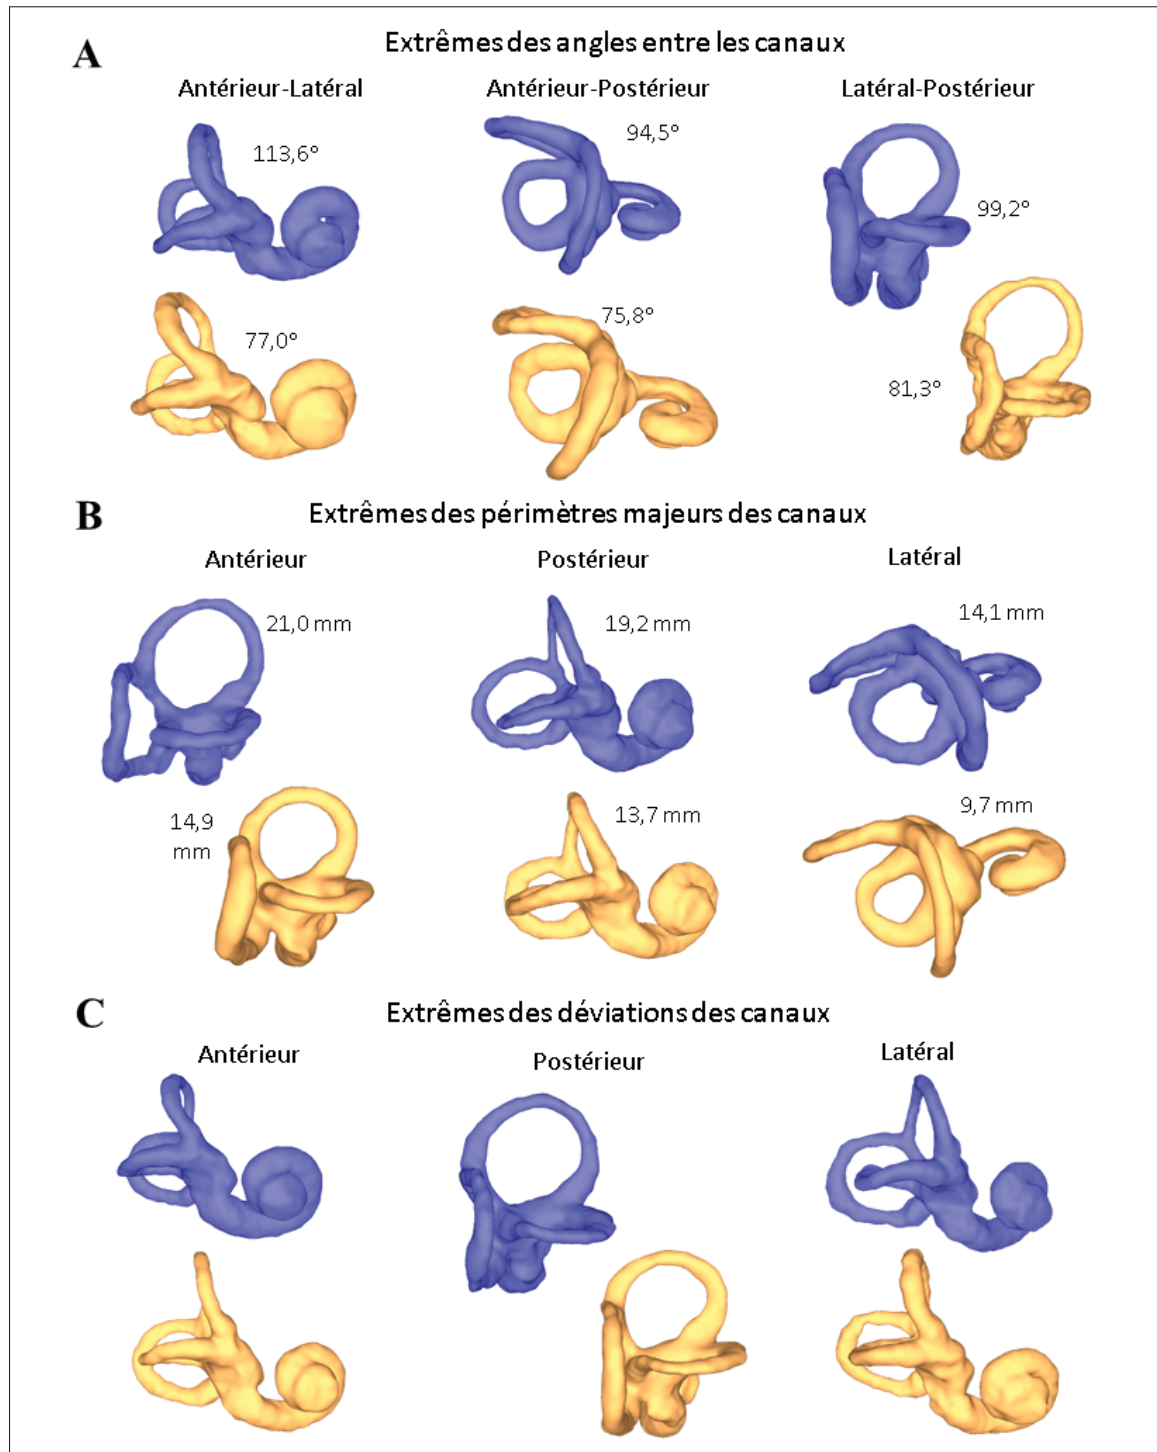 A
Extrêmes des angles entre les canaux
Antérieur-Latéral
Antérieur-Postérieur
Latéral-Postérieur
113,6°
94,5°
99,2°
77,0°
75,8°
81,3°
B
Extrêmes des périmètres majeurs des canaux
Antérieur
Postérieur
Latéral
21,0 mm
19,2 mm
14,1 mm
14,9
mm
13,7 mm
9,7 mm
C
Extrêmes des déviations des canaux
Antérieur
Postérieur
Latéral